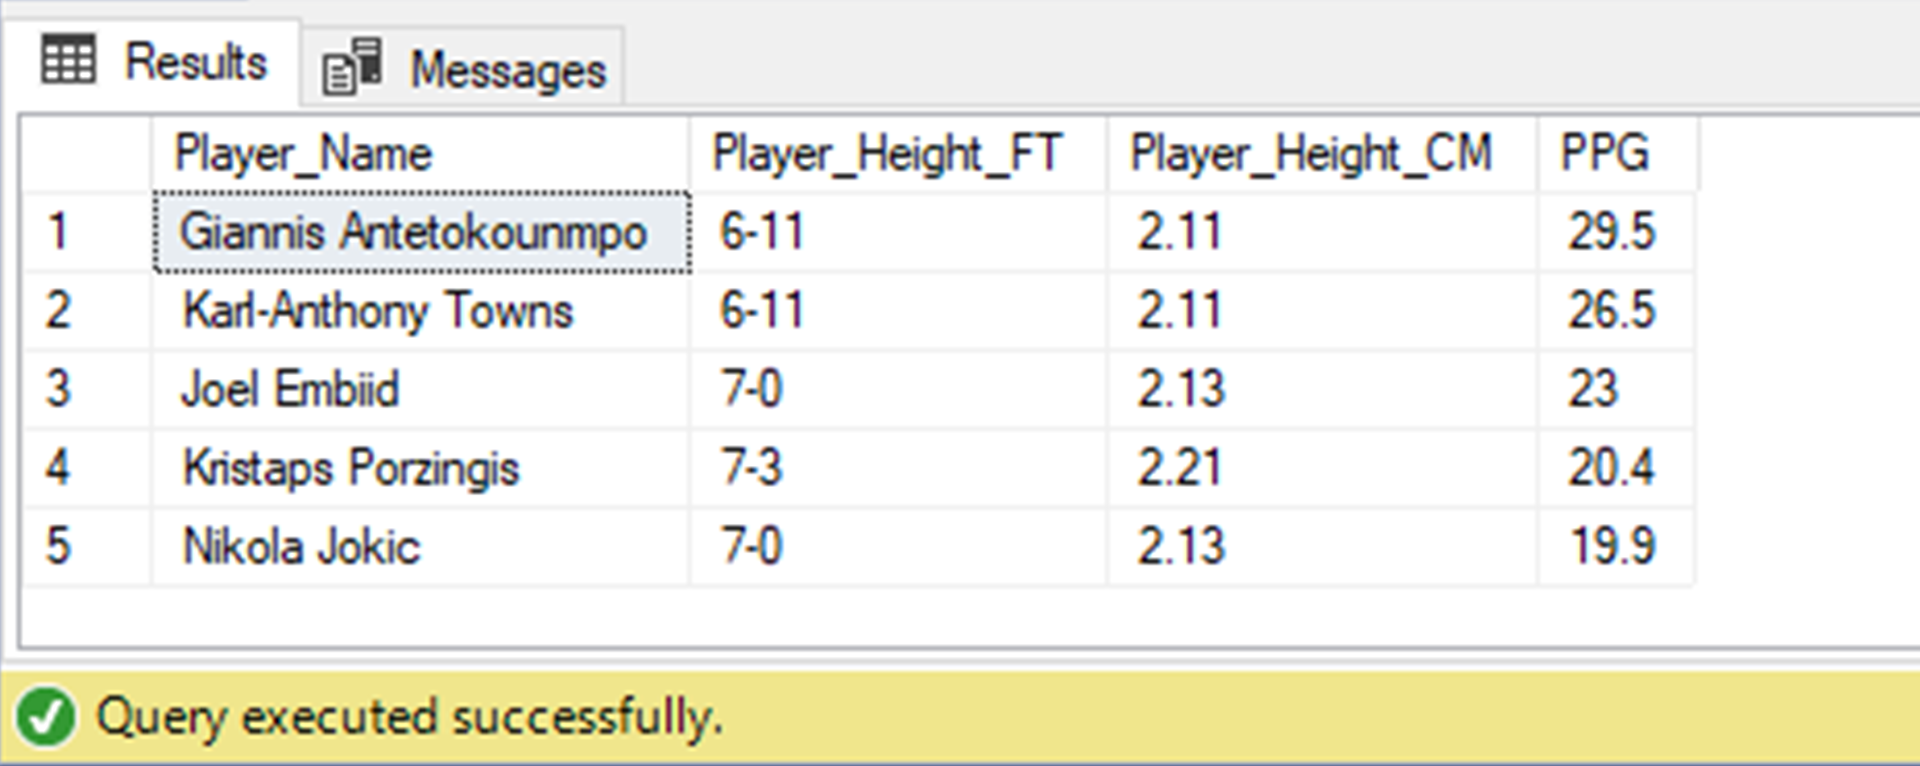 Results Messages
Player_Name Player_Height_FT Player_Height_CM PPG
1 Giannis Antetokounmpo 6-11 2.11 29.5
2 Karl-Anthony Towns 6-11 2.11 26.5
3 Joel Embiid 7-0 2.13 23
4 Kristaps Porzingis 7-3 2.21 20.4
5 Nikola Jokic 7-0 2.13 19.9
Query executed successfully.